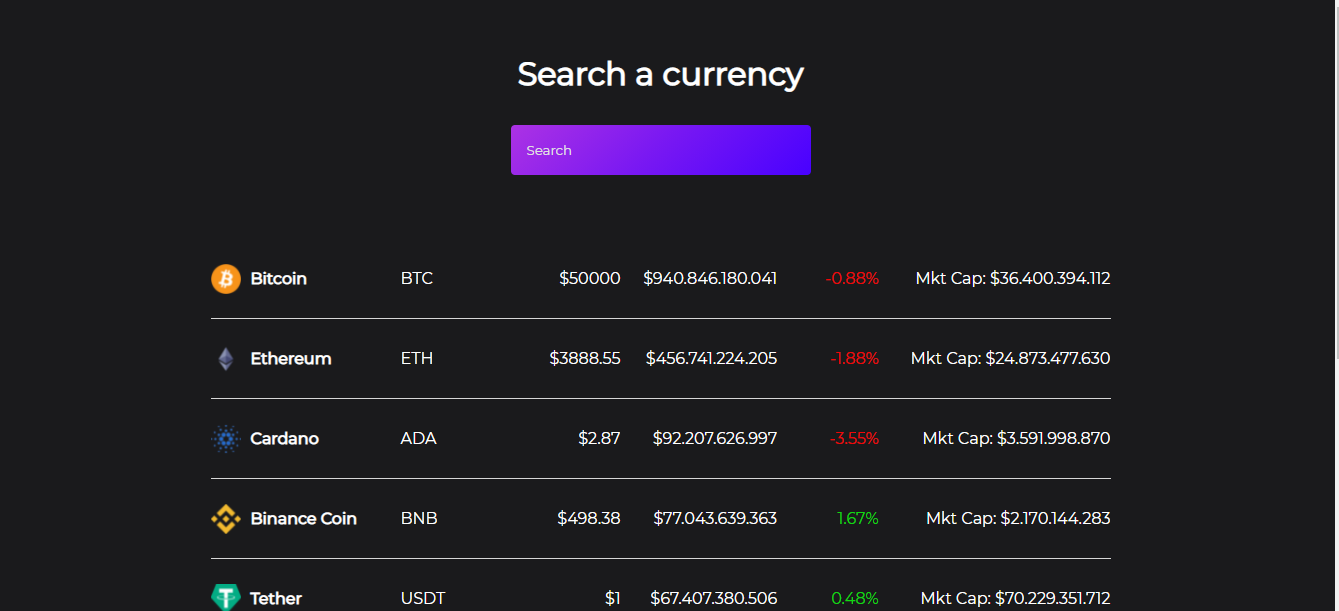 Search a currency
Search
Bitcoin BTC $50000 $940.846.180.041 -0.88% Mkt Cap: $36.400.394.112
Ethereum ETH $3888.55 $456.741.224.205 -1.88% Mkt Cap: $24.873.477.630
Cardano ADA $2.87 $92.207.626.997 -3.55% Mkt Cap: $3.591.998.870
Binance Coin BNB $498.38 $77.043.639.363 1.67% Mkt Cap: $2.170.144.283
Tether USDT $1 $67.407.380.506 0.48% Mkt Cap: $70.229.351.712